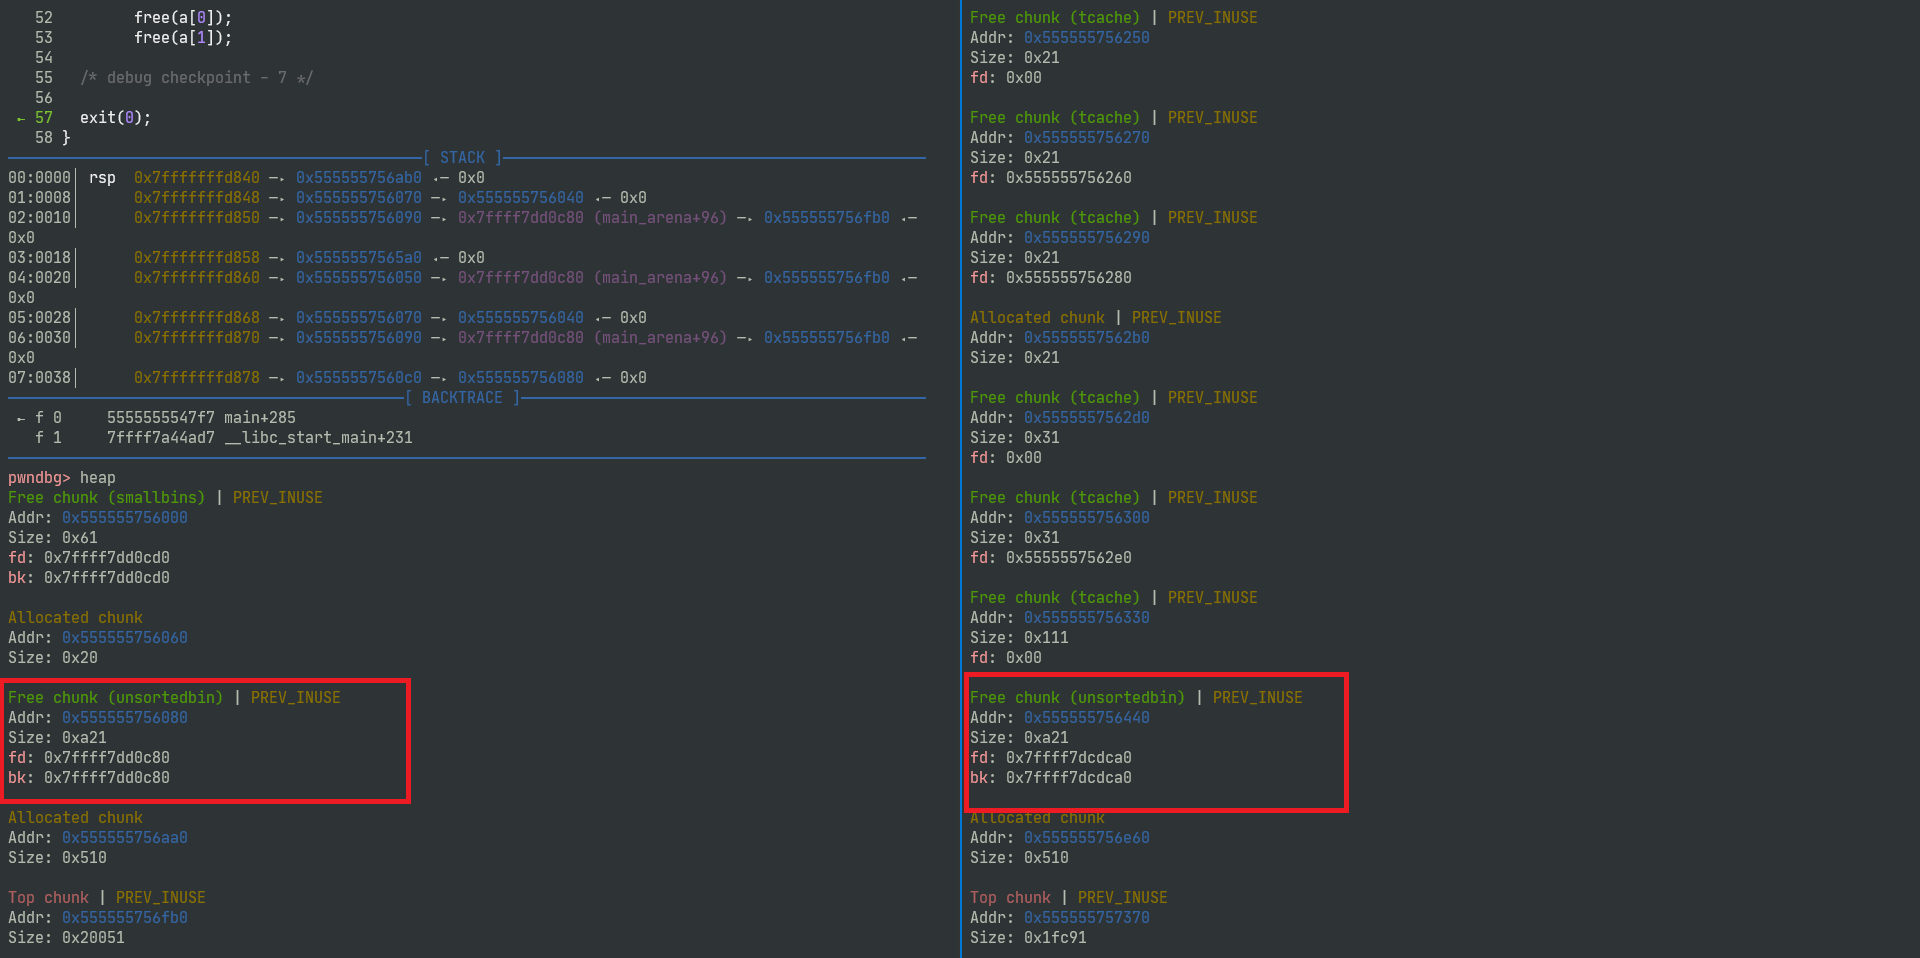 52         free(a[0]);
53         free(a[1]);
54
55   /* debug checkpoint - 7 */
56
← 57   exit(0);
58 }
[ STACK ]
00:0000│ rsp  0x7fffffffd840 —▸ 0x555555756ab0 ◂— 0x0
01:0008│      0x7fffffffd848 —▸ 0x555555756070 —▸ 0x555555756040 ◂— 0x0
02:0010│      0x7fffffffd850 —▸ 0x555555756090 —▸ 0x7ffff7dd0c80 (main_arena+96) —▸ 0x555555756fb0 ◂—
0x0
03:0018│      0x7fffffffd858 —▸ 0x5555557565a0 ◂— 0x0
04:0020│      0x7fffffffd860 —▸ 0x555555756050 —▸ 0x7ffff7dd0c80 (main_arena+96) —▸ 0x555555756fb0 ◂—
0x0
05:0028│      0x7fffffffd868 —▸ 0x555555756070 —▸ 0x555555756040 ◂— 0x0
06:0030│      0x7fffffffd870 —▸ 0x555555756090 —▸ 0x7ffff7dd0c80 (main_arena+96) —▸ 0x555555756fb0 ◂—
0x0
07:0038│      0x7fffffffd878 —▸ 0x5555557560c0 —▸ 0x555555756080 ◂— 0x0
[ BACKTRACE ]
← f 0     5555555547f7 main+285
f 1     7ffff7a44ad7 __libc_start_main+231
pwndbg> heap
Free chunk (smallbins) | PREV_INUSE
Addr: 0x555555756000
Size: 0x61
fd: 0x7ffff7dd0cd0
bk: 0x7ffff7dd0cd0
Allocated chunk
Addr: 0x555555756060
Size: 0x20
Free chunk (unsortedbin) | PREV_INUSE
Addr: 0x555555756080
Size: 0xa21
fd: 0x7ffff7dd0c80
bk: 0x7ffff7dd0c80
Allocated chunk
Addr: 0x555555756aa0
Size: 0x510
Top chunk | PREV_INUSE
Addr: 0x555555756fb0
Size: 0x20051
Free chunk (tcache) | PREV_INUSE
Addr: 0x555555756250
Size: 0x21
fd: 0x00
Free chunk (tcache) | PREV_INUSE
Addr: 0x555555756270
Size: 0x21
fd: 0x555555756260
Free chunk (tcache) | PREV_INUSE
Addr: 0x555555756290
Size: 0x21
fd: 0x555555756280
Allocated chunk | PREV_INUSE
Addr: 0x5555557562b0
Size: 0x21
Free chunk (tcache) | PREV_INUSE
Addr: 0x5555557562d0
Size: 0x31
fd: 0x00
Free chunk (tcache) | PREV_INUSE
Addr: 0x555555756300
Size: 0x31
fd: 0x5555557562e0
Free chunk (tcache) | PREV_INUSE
Addr: 0x555555756330
Size: 0x111
fd: 0x00
Free chunk (unsortedbin) | PREV_INUSE
Addr: 0x555555756440
Size: 0xa21
fd: 0x7ffff7dcdca0
bk: 0x7ffff7dcdca0
Allocated chunk
Addr: 0x555555756e60
Size: 0x510
Top chunk | PREV_INUSE
Addr: 0x555555757370
Size: 0x1fc91